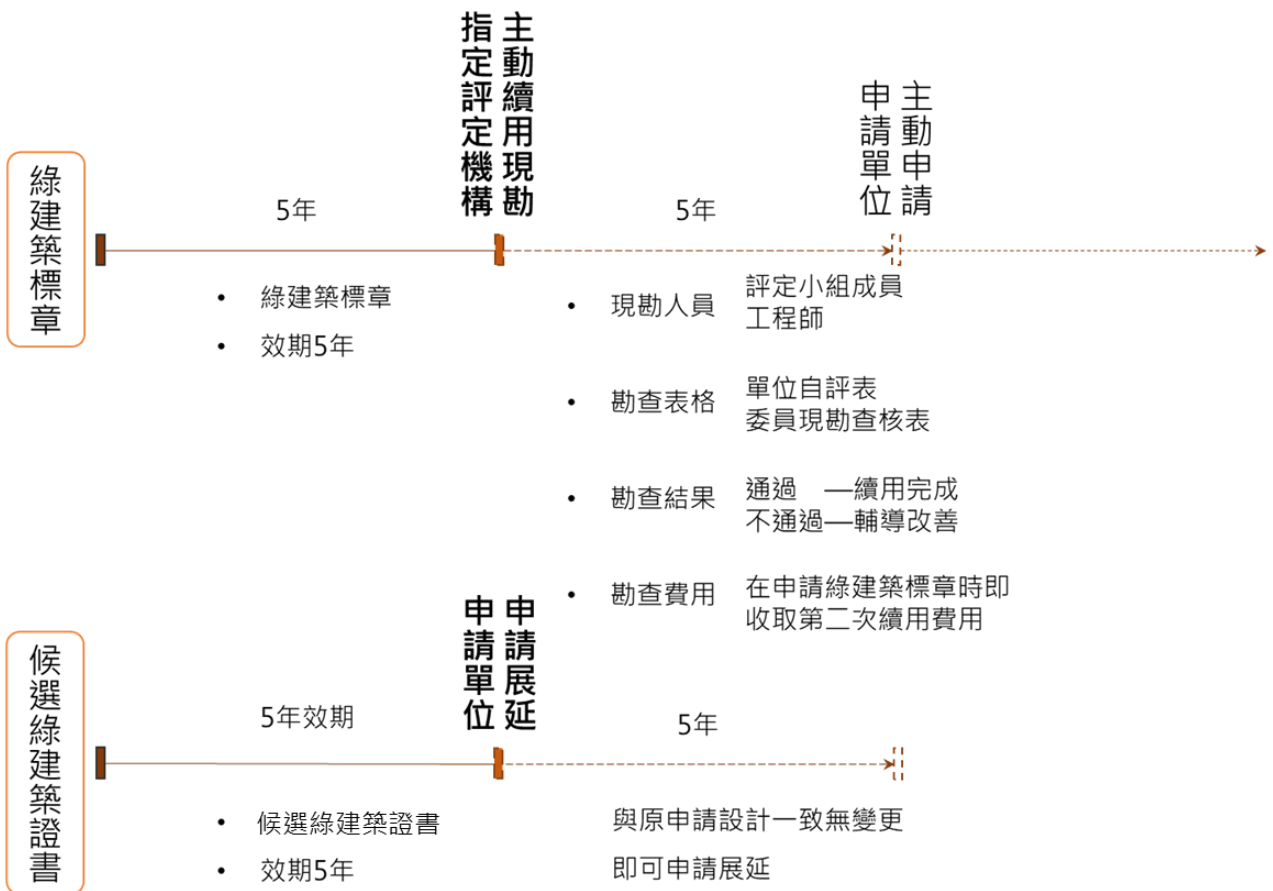 綠建築標章
5年
指定評定機構
主動續用現勘
5年
申請單位
主動申請
• 綠建築標章
• 效期5年
• 現勘人員 評定小組成員
工程師
• 勘查表格 單位自評表
委員現勘查核表
• 勘查結果 通過 —續用完成
不通過—輔導改善
• 勘查費用 在申請綠建築標章時即
收取第二次續用費用
候選綠建築證書
5年效期
申請單位
申請展延
5年
• 候選綠建築證書
• 效期5年
與原申請設計一致無變更
即可申請展延